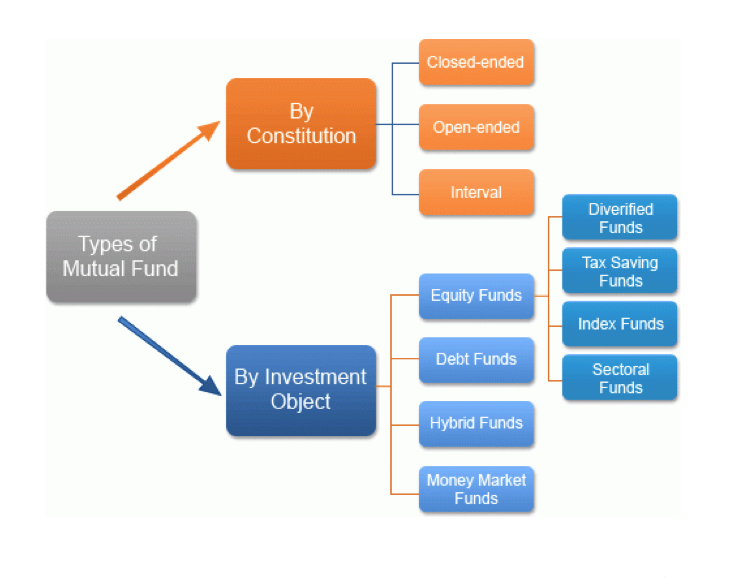 Types of
Mutual Fund
By
Constitution
Closed-ended
Open-ended
Interval
By Investment
Object
Equity Funds
Debt Funds
Hybrid Funds
Money Market
Funds
Diverified
Funds
Tax Saving
Funds
Index Funds
Sectoral
Funds